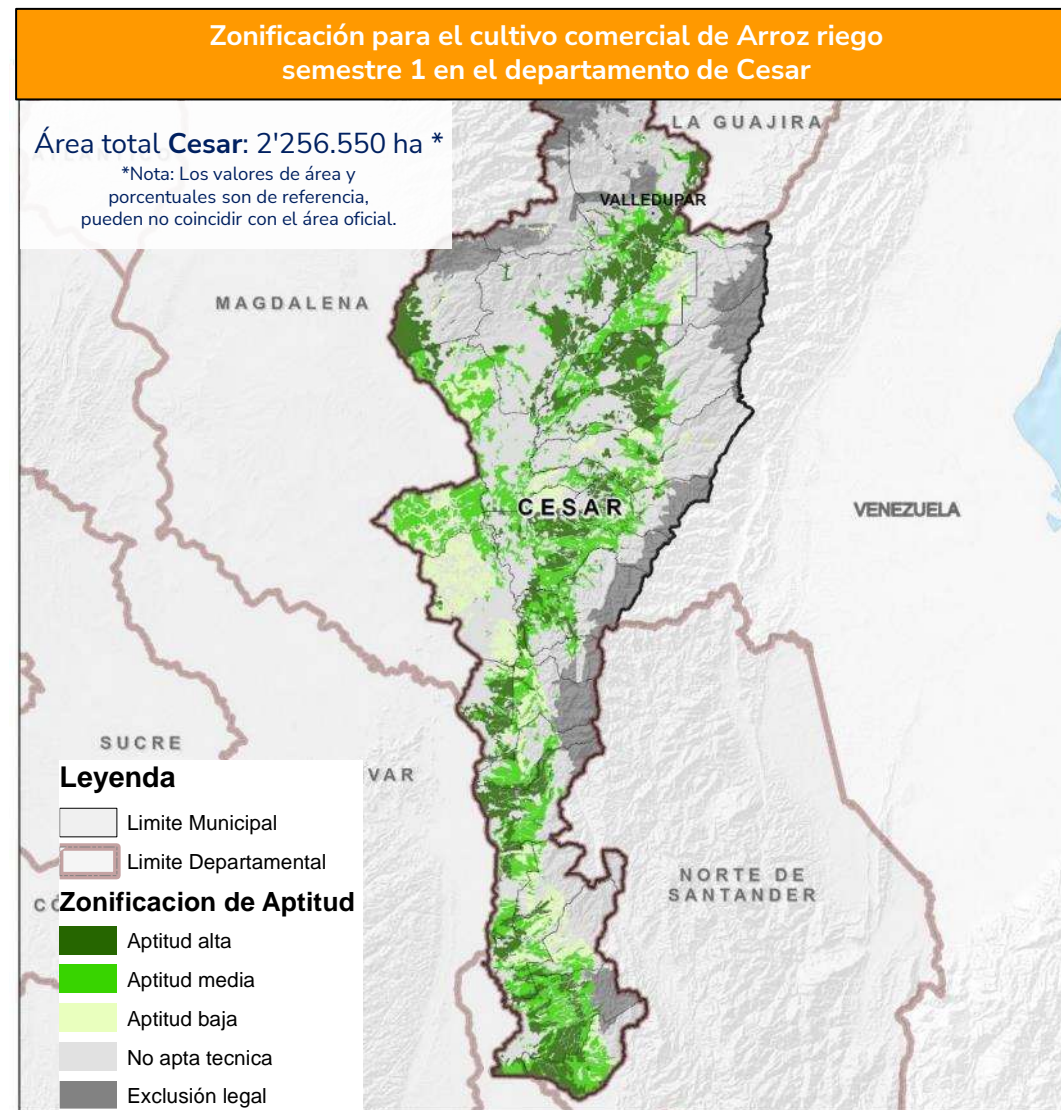 Zonificación para el cultivo comercial de Arroz riego
semestre 1 en el departamento de Cesar
Área total Cesar: 2'256.550 ha *
*Nota: Los valores de área y
porcentuales son de referencia,
pueden no coincidir con el área oficial.
LA GUAJIRA
VALLEDUPAR
MAGDALENA
CESAR
VENEZUELA
SUCRE
VAR
NORTE DE
SANTANDER
Leyenda
Limite Municipal
Limite Departamental
Zonificacion de Aptitud
Aptitud alta
Aptitud media
Aptitud baja
No apta tecnica
Exclusión legal